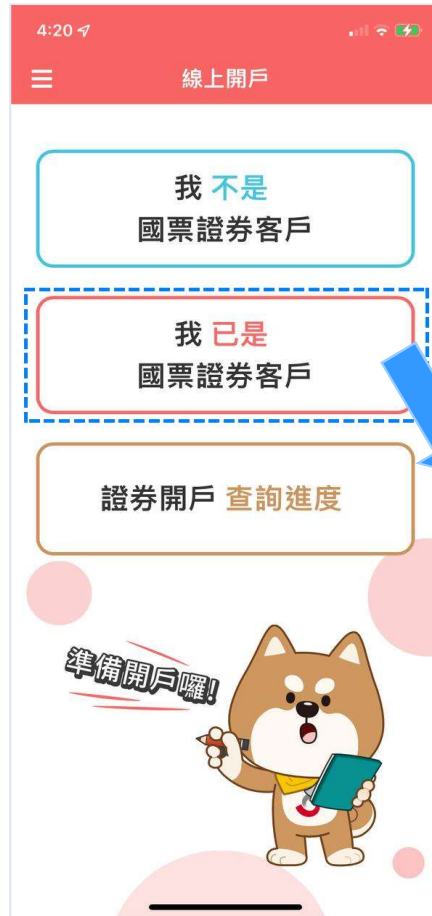 4:20
線上開戶
我 不是
國票證券客戶
我 已是
國票證券客戶
證券開戶 查詢進度
準備開戶囉!